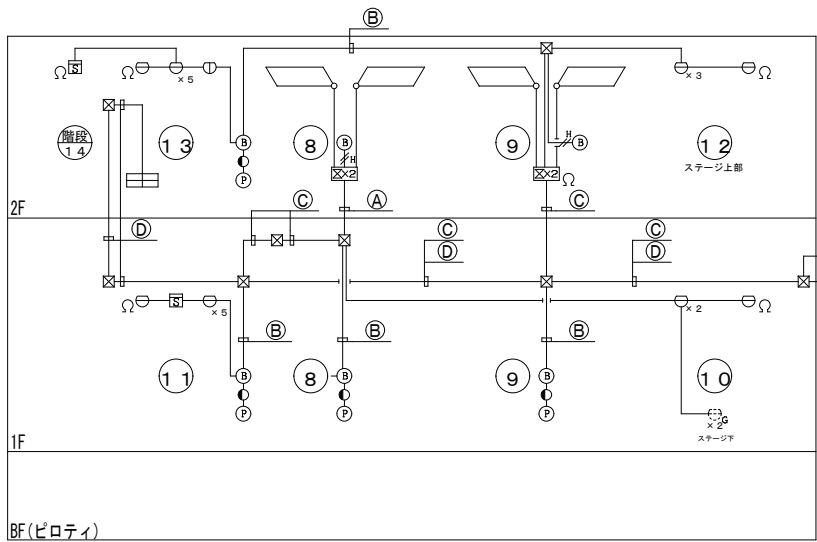 Ⓑ
Ω S Ω ×5 ×3 Ω
階段
14
13 B 8 B H 9 H B 12
P
ステージ上部
×2 ×2 Ω
2F
Ⓒ Ⓐ Ⓒ
Ⓓ Ⓒ Ⓒ
Ⓓ Ⓓ
Ω S ×5 ×2 Ω
Ⓑ Ⓑ Ⓑ
11 B 8 B 9 B 10
P P P
G
×2
ステージ下
1F
BF(ピロティ)